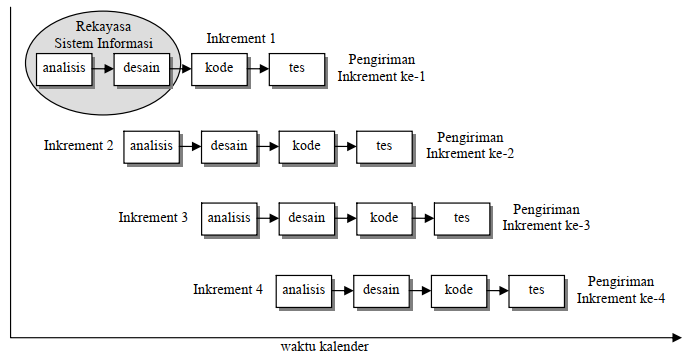 Rekayasa
Sistem Informasi
Inkrement 1
analisis
desain
kode
tes
Pengiriman
Inkrement ke-1
Inkrement 2
analisis
desain
kode
tes
Pengiriman
Inkrement ke-2
Inkrement 3
analisis
desain
kode
tes
Pengiriman
Inkrement ke-3
Inkrement 4
analisis
desain
kode
tes
Pengiriman
Inkrement ke-4
waktu kalender